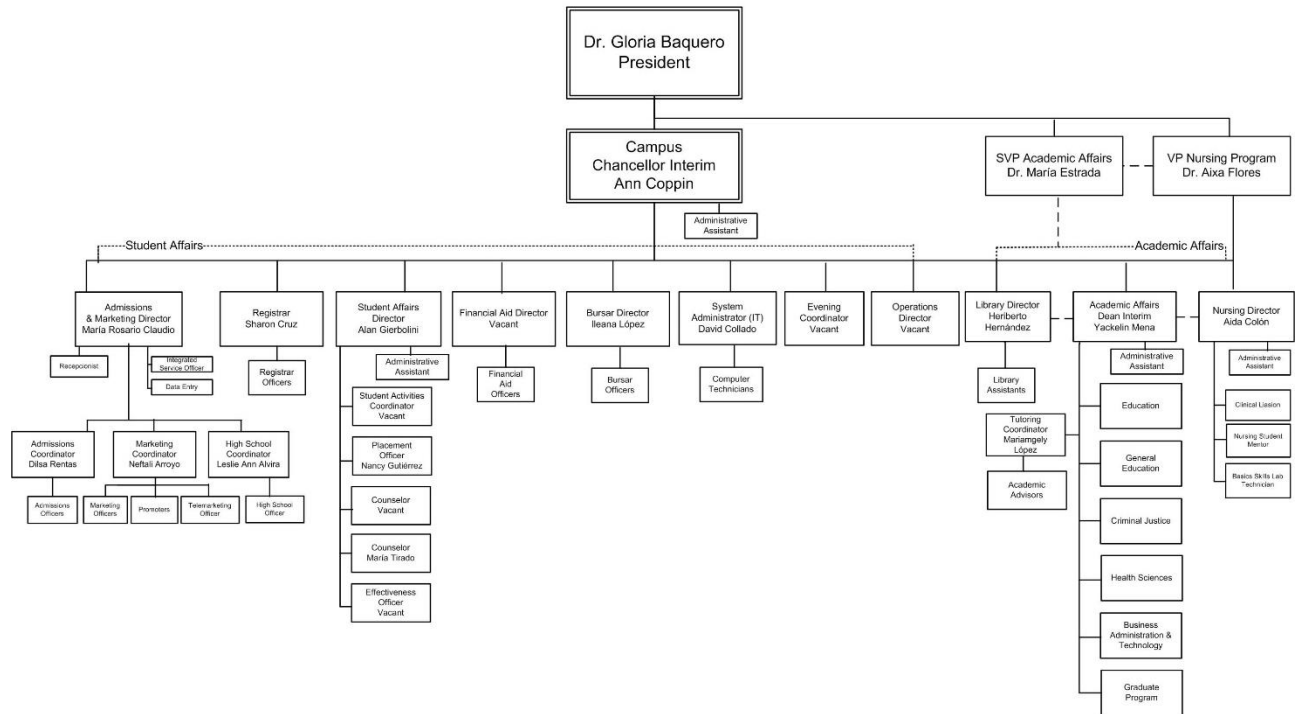 Dr. Gloria Baquero
President
Campus
Chancellor Interim
Ann Coppin
SVP Academic Affairs
Dr. María Estrada
VP Nursing Program
Dr. Aixa Flores
Administrative
Assistant
Student Affairs
Academic Affairs
Admissions
& Marketing Director
María Rosario Claudio
Registrar
Sharon Cruz
Student Affairs
Director
Alan Gierbolini
Financial Aid Director
Vacant
Bursar Director
Ileana López
System
Administrator (IT)
David Collado
Evening
Coordinator
Vacant
Operations
Director
Vacant
Library Director
Heriberto
Hernández
Academic Affairs
Dean Interim
Yackelin Mena
Nursing Director
Aida Colón
Recepcionist
Integrated
Service Officer
Data Entry
Registrar
Officers
Administrative
Assistant
Financial
Aid
Officers
Bursar
Officers
Computer
Technicians
Library
Assistants
Administrative
Assistant
Administrative
Assistant
Student Activities
Coordinator
Vacant
Placement
Officer
Nancy Gutiérrez
Counselor
Vacant
Counselor
María Tirado
Effectiveness
Officer
Vacant
Admissions
Coordinator
Dilsa Rentas
Marketing
Coordinator
Neftali Arroyo
High School
Coordinator
Leslie Ann Alvira
Admissions
Officers
Marketing
Officers
Promoters
Telemarketing
Officer
High School
Officer
Tutoring
Coordinator
Mariamgely
López
Academic
Advisors
Education
General
Education
Criminal Justice
Health Sciences
Business
Administration &
Technology
Graduate
Program
Clinical Liasion
Nursing Student
Mentor
Basics Skills Lab
Technician